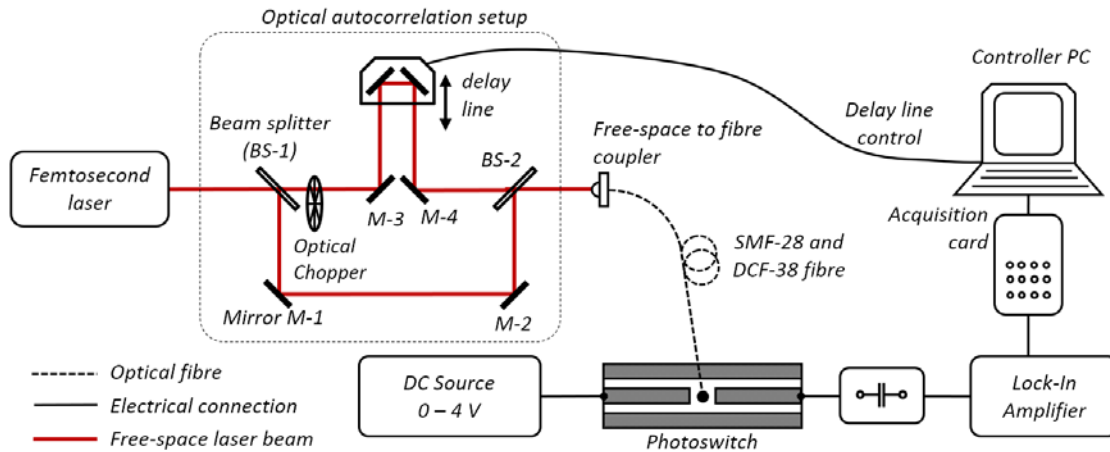 Optical autocorrelation setup
Controller PC
delay
line
Delay line
control
Beam splitter
(BS-1)
Free-space to fibre
coupler
BS-2
Femtosecond
laser
M-3
M-4
Optical
Chopper
Acquisition
card
SMF-28 and
DCF-38 fibre
Mirror M-1
M-2
Optical fibre
Electrical connection
Free-space laser beam
DC Source
0 – 4 V
Photoswitch
Lock-In
Amplifier